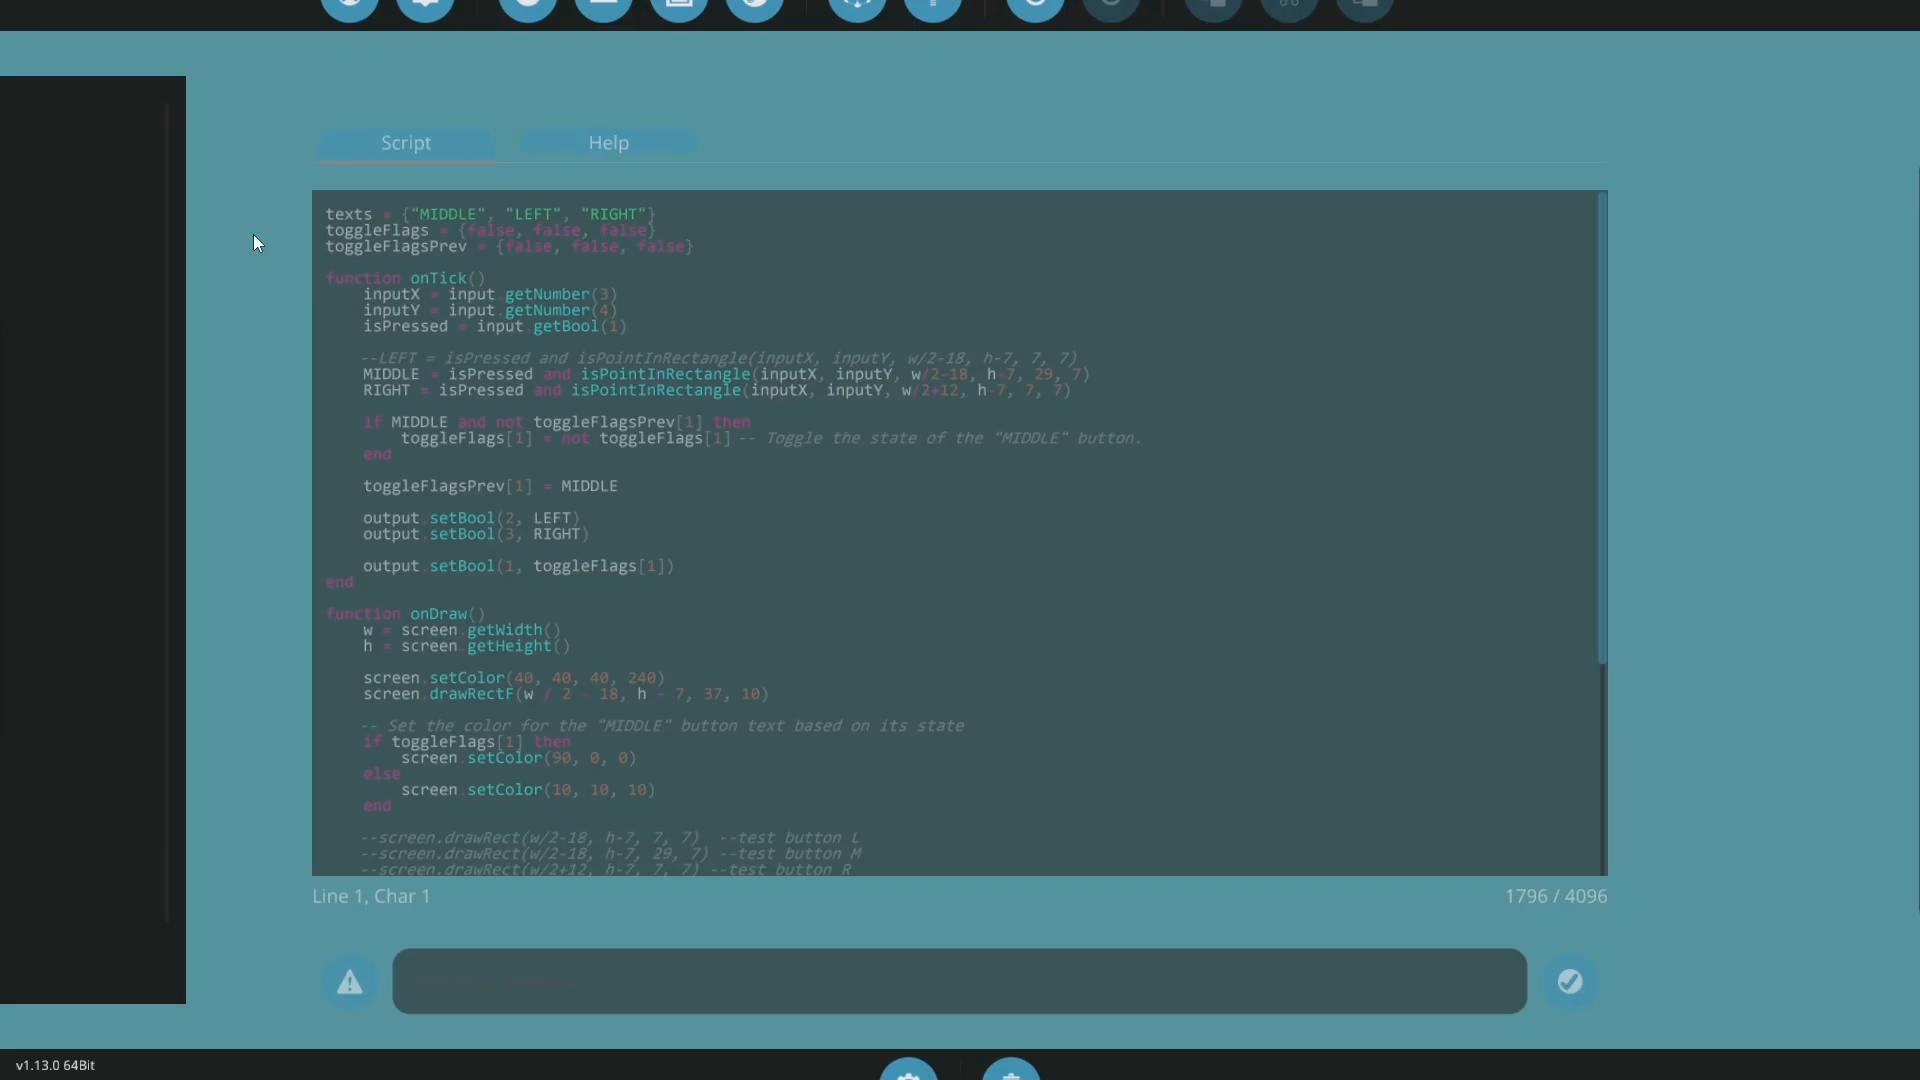 Script
Help
texts = {"MIDDLE", "LEFT", "RIGHT"}
toggleFlags = {false, false, false}
toggleFlagsPrev = {false, false, false}
function onTick()
inputX = input.getNumber(3)
inputY = input.getNumber(4)
isPressed = input.getBool(1)
--LEFT = isPressed and isPointInRectangle(inputX, inputY, w/2-18, h-7, 7, 7)
MIDDLE = isPressed and isPointInRectangle(inputX, inputY, w/2-18, h-7, 29, 7)
RIGHT = isPressed and isPointInRectangle(inputX, inputY, w/2+12, h-7, 7, 7)
if MIDDLE and not toggleFlagsPrev[1] then
toggleFlags[1] = not toggleFlags[1] -- Toggle the state of the "MIDDLE" button.
end
toggleFlagsPrev[1] = MIDDLE
output.setBool(2, LEFT)
output.setBool(3, RIGHT)
output.setBool(1, toggleFlags[1])
end
function onDraw()
w = screen.getWidth()
h = screen.getHeight()
screen.setColor(40, 40, 40, 240)
screen.drawRectF(w / 2 - 18, h - 7, 37, 10)
-- Set the color for the "MIDDLE" button text based on its state
if toggleFlags[1] then
screen.setColor(90, 0, 0)
else
screen.setColor(10, 10, 10)
end
--screen.drawRect(w/2-18, h-7, 7, 7)  --test button L
--screen.drawRect(w/2-18, h-7, 29, 7) --test button M
--screen.drawRect(w/2+12, h-7, 7, 7) --test button R
Line 1, Char 1
1796 / 4096
v1.13.0 64Bit